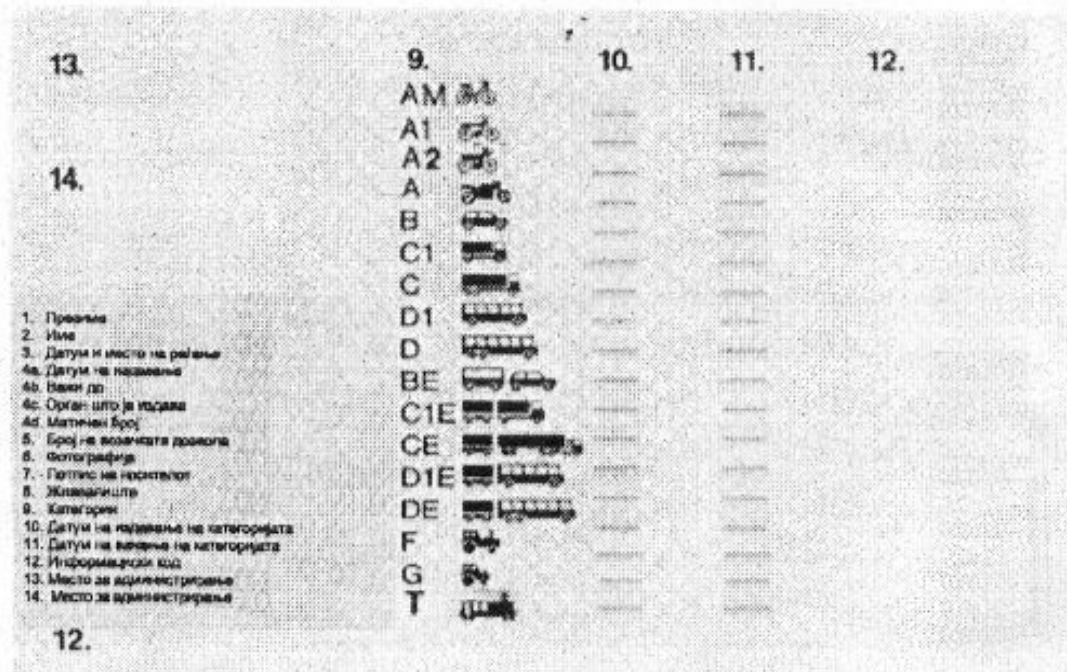 13.
14.
1. Презиме
2. Име
3. Датум и место на раѓање
4a. Датум на издавање
4b. Важи до
4c. Орган што ја издава
4d. Матичен број
5. Број на возачката дозвола
6. Фотографија
7. Потпис на носителот
8. Живеалиште
9. Категории
10. Датум на издавање на категоријата
11. Датум на важење на категоријата
12. Информациски код
13. Место за администрирање
14. Место за администрирање
12.
9. 10. 11. 12.
AM
A1
A2
A
B
C1
C
D1
D
BE
C1E
CE
D1E
DE
F
G
T